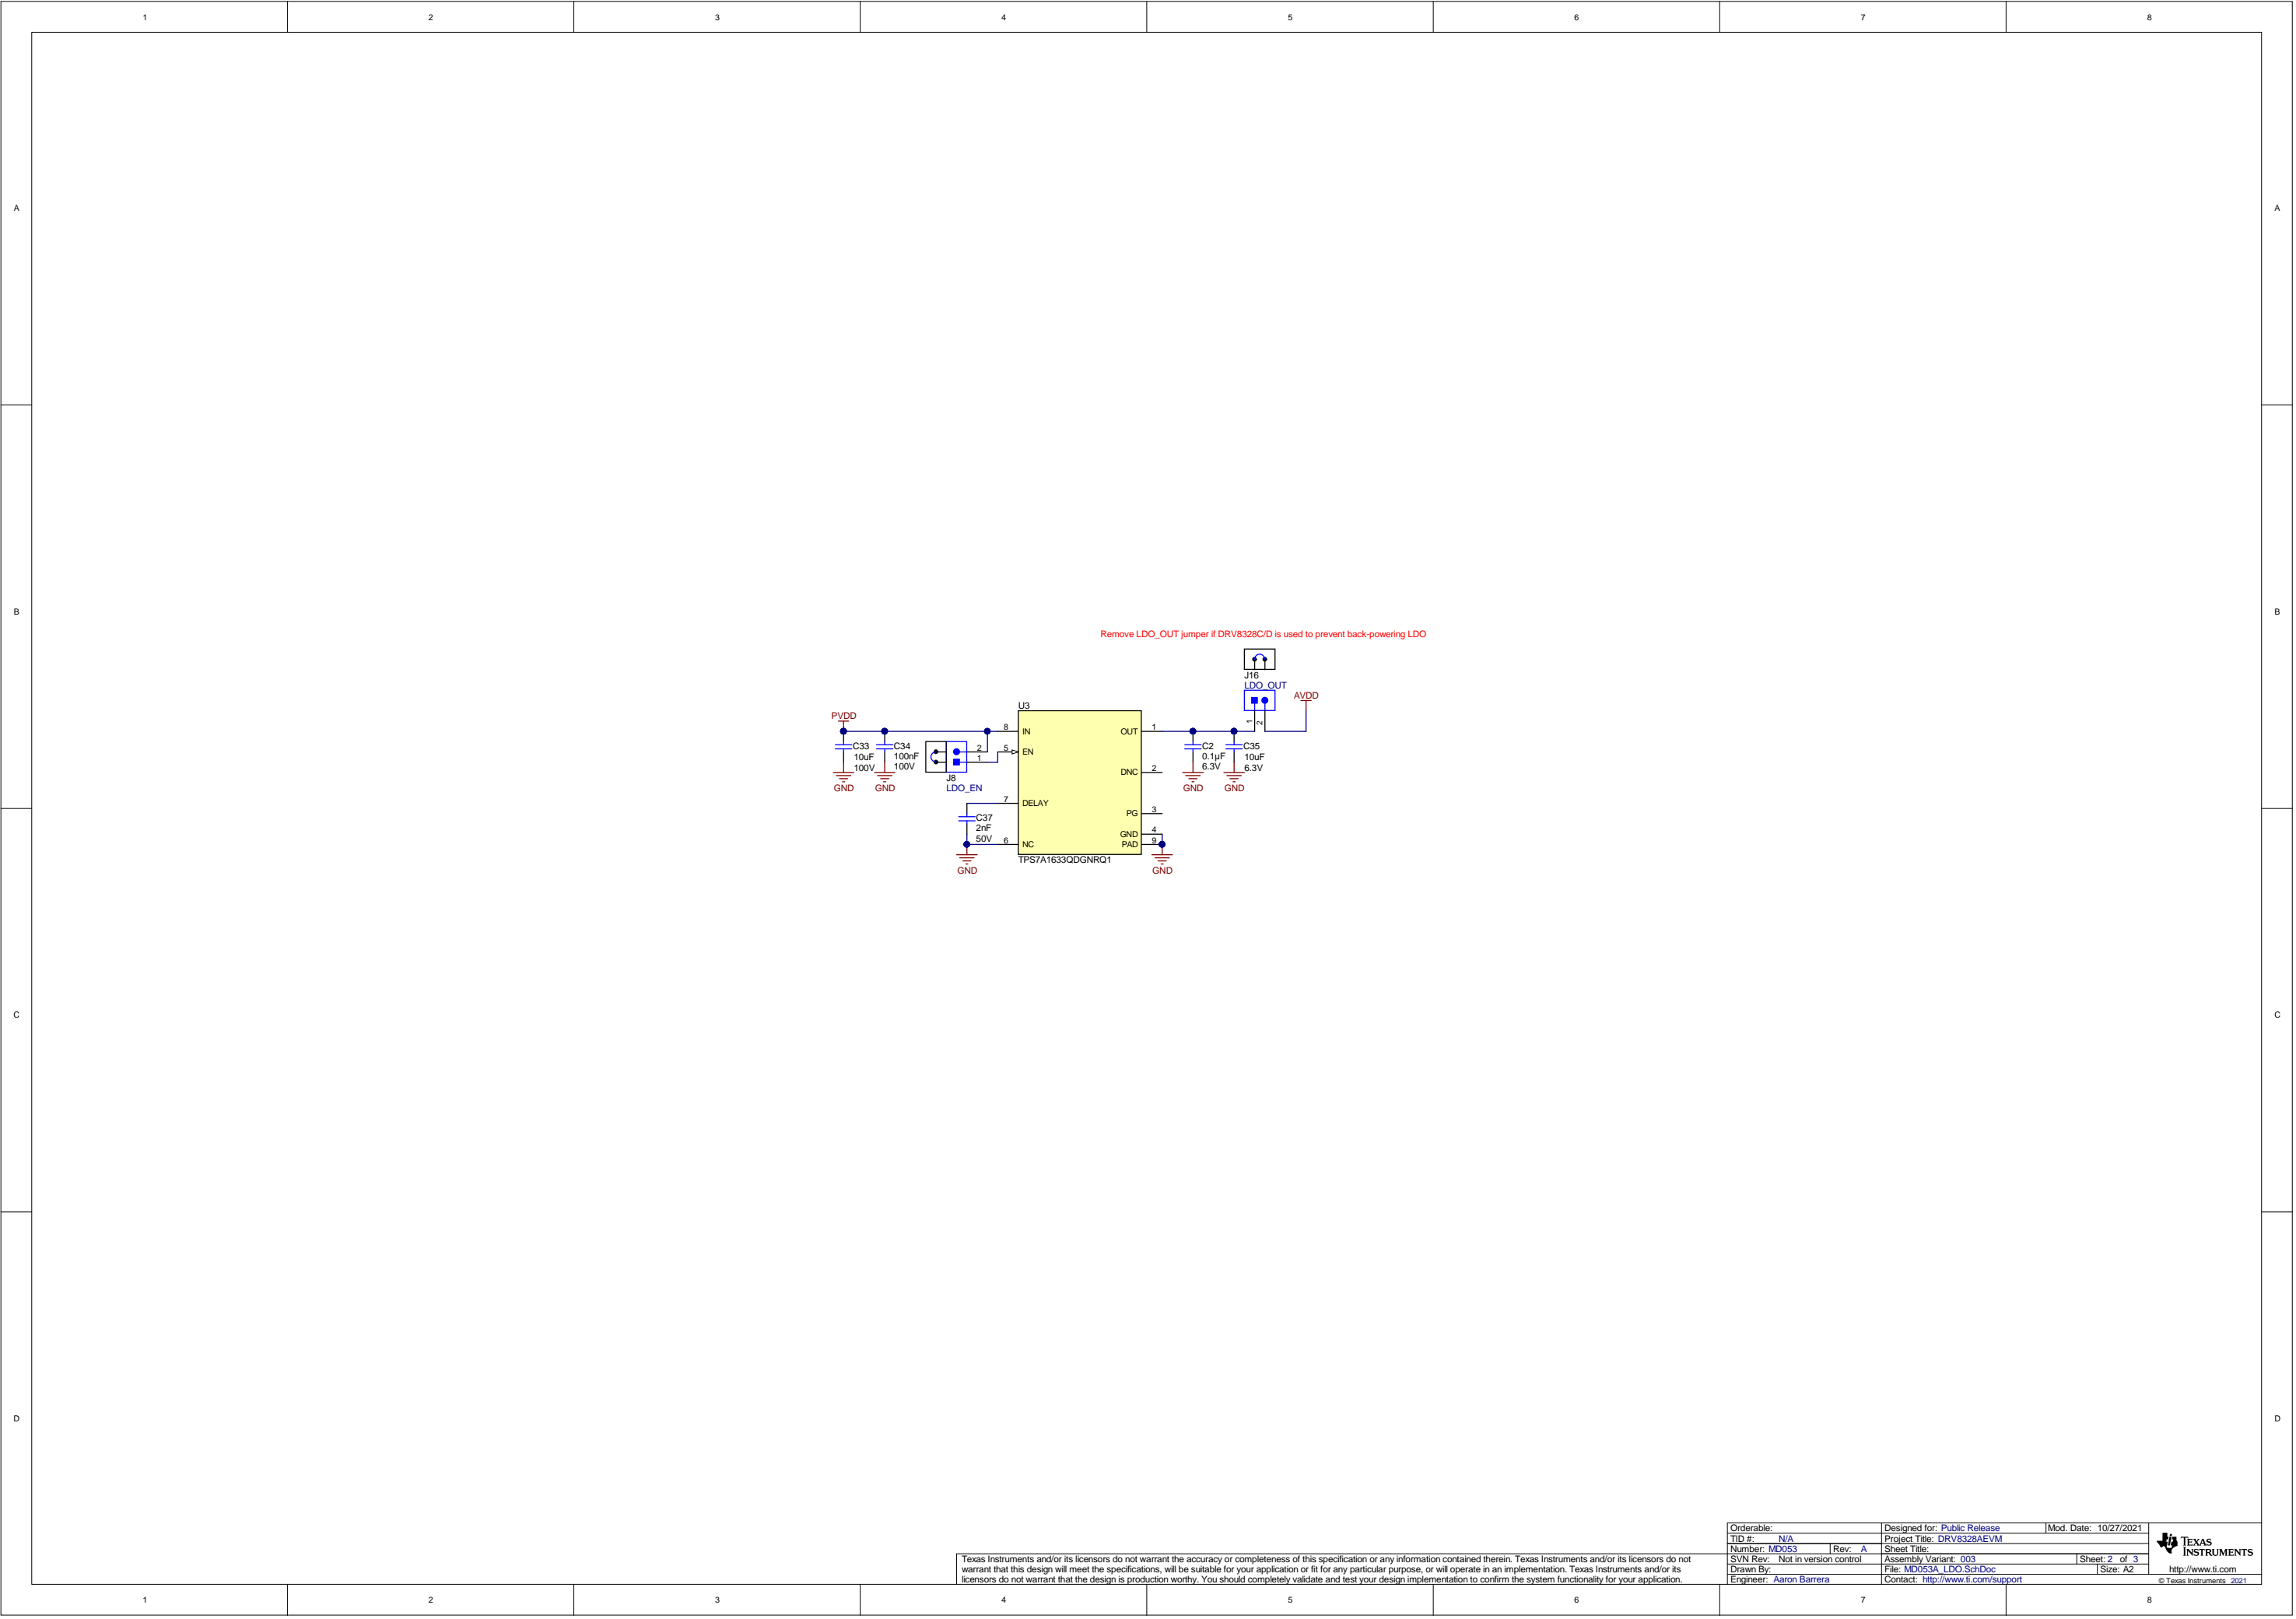 1 2 3 4 5 6 7 8
A A
B B
Remove LDO_OUT jumper if DRV8328C/D is used to prevent back-powering LDO
J16
LDO_OUT
1
2
AVDD
PVDD
C33
10uF
100V
GND
C34
100nF
100V
GND
2
1
J8
LDO_EN
U3
8 IN
5 EN
7 DELAY
6 NC
OUT 1
DNC 2
PG 3
GND 4
PAD 9
TPS7A1633QDGNRQ1
C37
2nF
50V
GND
GND
C2
0.1µF
6.3V
GND
C35
10uF
6.3V
GND
C C
D D
Texas Instruments and/or its licensors do not warrant the accuracy or completeness of this specification or any information contained therein. Texas Instruments and/or its licensors do not
warrant that this design will meet the specifications, will be suitable for your application or fit for any particular purpose, or will operate in an implementation. Texas Instruments and/or its
licensors do not warrant that the design is production worthy. You should completely validate and test your design implementation to confirm the system functionality for your application.
Orderable: Designed for: Public Release Mod. Date: 10/27/2021
TID #: N/A Project Title: DRV8328AEVM
Number: MD053 Rev: A Sheet Title:
SVN Rev: Not in version control Assembly Variant: 003 Sheet: 2 of 3
Drawn By: File: MD053A_LDO.SchDoc Size: A2
Engineer: Aaron Barrera Contact: http://www.ti.com/support
TEXAS
INSTRUMENTS
http://www.ti.com
© Texas Instruments 2021
1 2 3 4 5 6 7 8